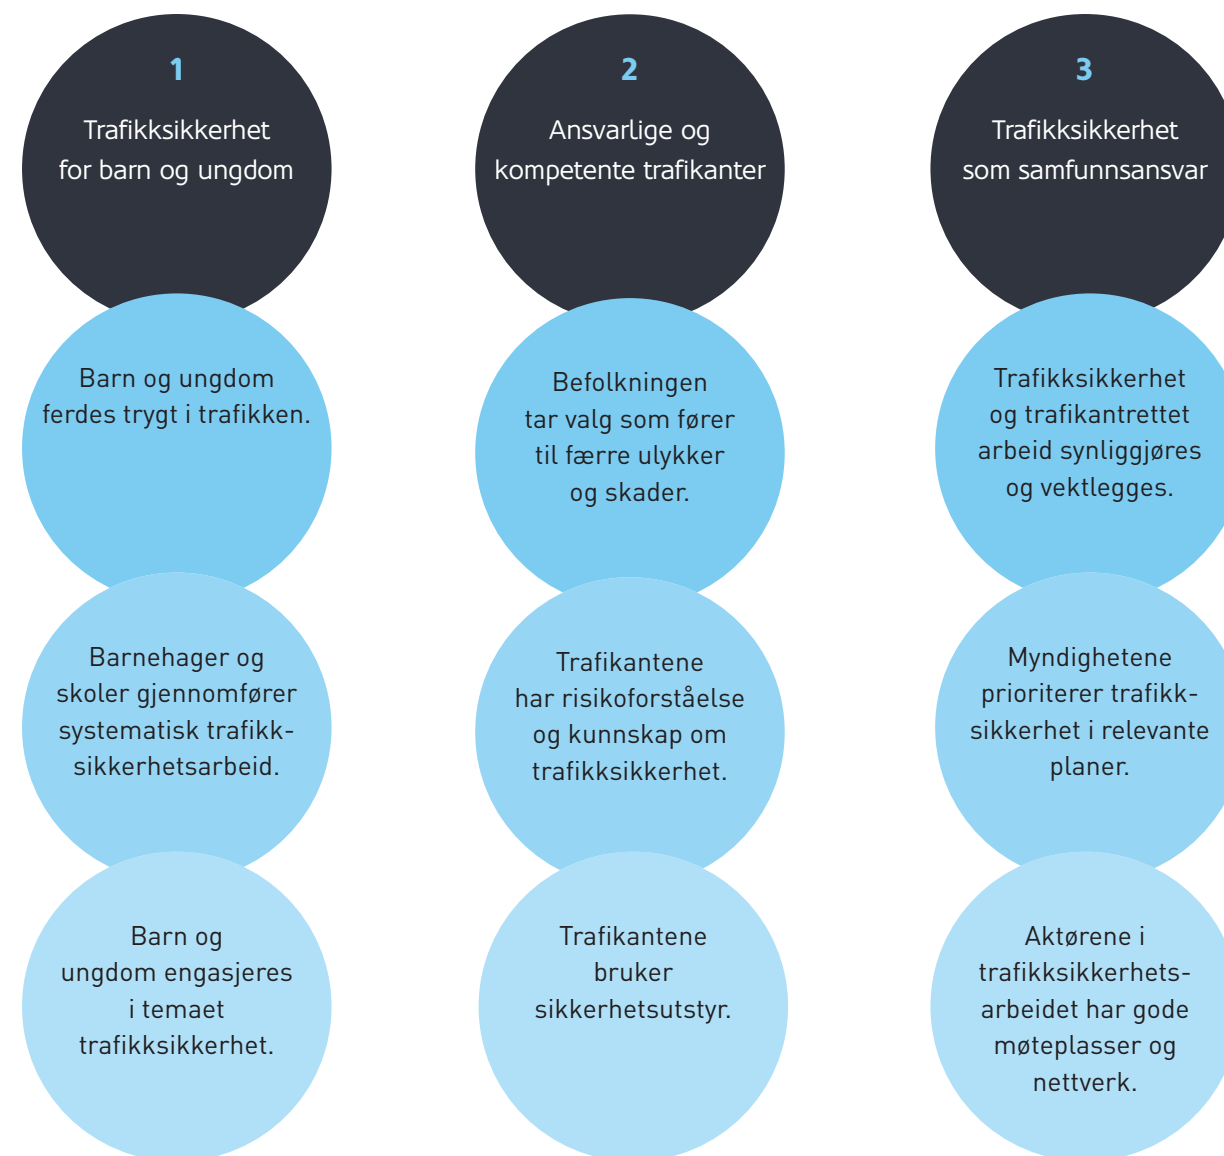 1
Trafikksikkerhet
for barn og ungdom
Barn og ungdom
ferdes trygt i trafikken.
Barnehager og
skoler gjennomfører
systematisk trafikk-
sikkerhetsarbeid.
Barn og
ungdom engasjeres
i temaet
trafikksikkerhet.
2
Ansvarlige og
kompetente trafikanter
Befolkningen
tar valg som fører
til færre ulykker
og skader.
Trafikantene
har risikoforståelse
og kunnskap om
trafikksikkerhet.
Trafikantene
bruker
sikkerhetsutstyr.
3
Trafikksikkerhet
som samfunnsansvar
Trafikksikkerhet
og trafikantrettet
arbeid synliggjøres
og vektlegges.
Myndighetene
prioriterer trafikk-
sikkerhet i relevante
planer.
Aktørene i
trafikksikkerhets-
arbeidet har gode
møteplasser og
nettverk.